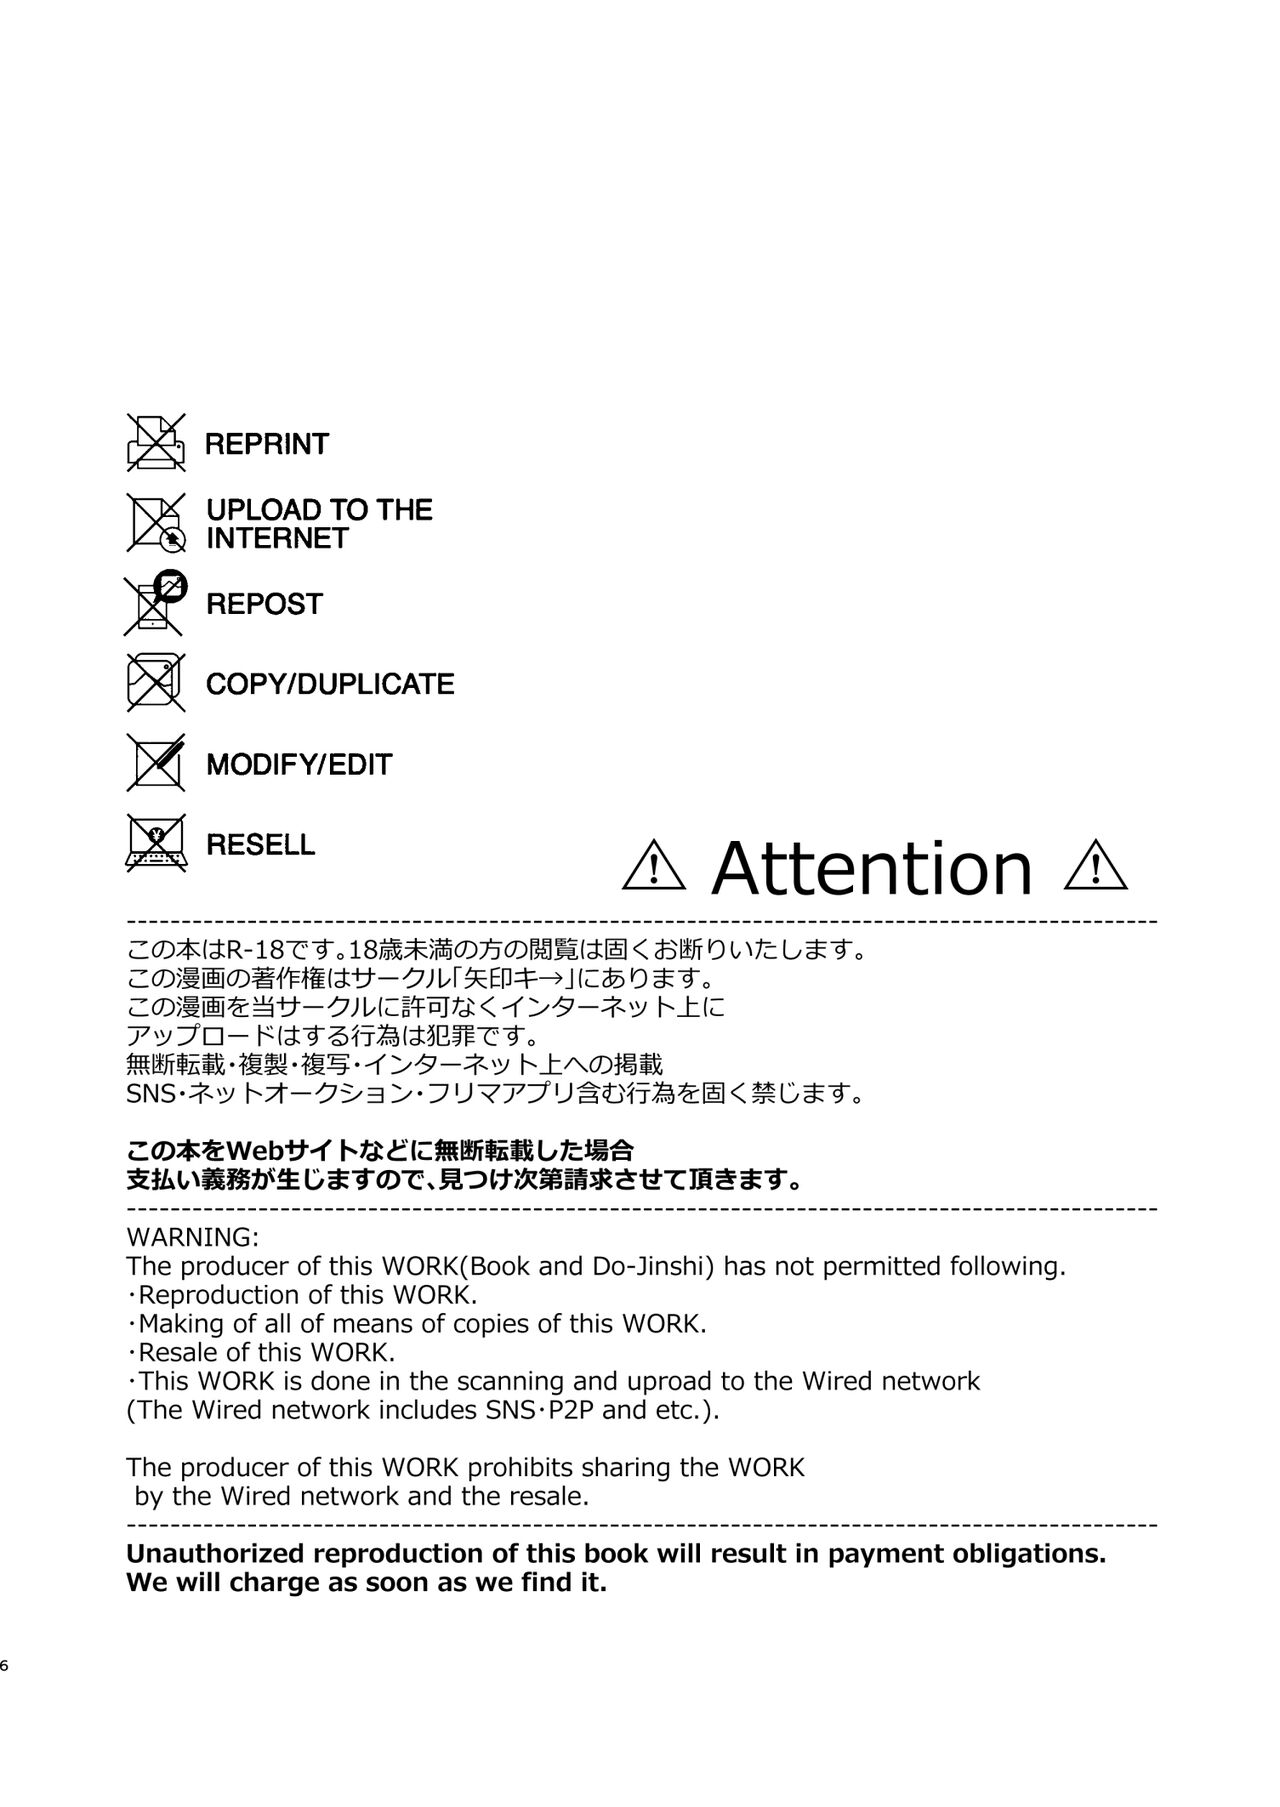 REPRINT
UPLOAD TO THE
INTERNET
REPOST
COPY/DUPLICATE
MODIFY/EDIT
RESELL
⚠ Attention ⚠
この本はR-18です。18歳未満の方の閲覧は固くお断りいたします。
この漫画の著作権はサークル「矢印キ→」にあります。
この漫画を当サークルに許可なくインターネット上に
アップロードはする行為は犯罪です。
無断転載・複製・複写・インターネット上への掲載
SNS・ネットオークション・フリマアプリ含む行為を固く禁じます。
この本をWebサイトなどに無断転載した場合
支払い義務が生じますので、見つけ次第請求させて頂きます。
WARNING:
The producer of this WORK(Book and Do-Jinshi) has not permitted following.
・Reproduction of this WORK.
・Making of all of means of copies of this WORK.
・Resale of this WORK.
・This WORK is done in the scanning and uproad to the Wired network
(The Wired network includes SNS・P2P and etc.).
The producer of this WORK prohibits sharing the WORK
by the Wired network and the resale.
Unauthorized reproduction of this book will result in payment obligations.
We will charge as soon as we find it.
6